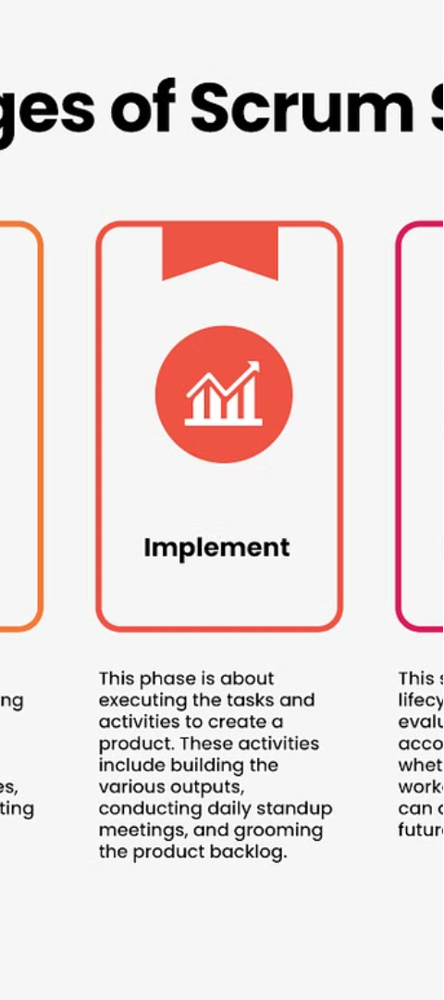 ges of Scrum S
Implement
This phase is about
executing the tasks and
activities to create a
product. These activities
include building the
various outputs,
conducting daily standup
meetings, and grooming
the product backlog.
ng
es,
ting
This s
lifecy
evalu
acco
whet
work
can
futur